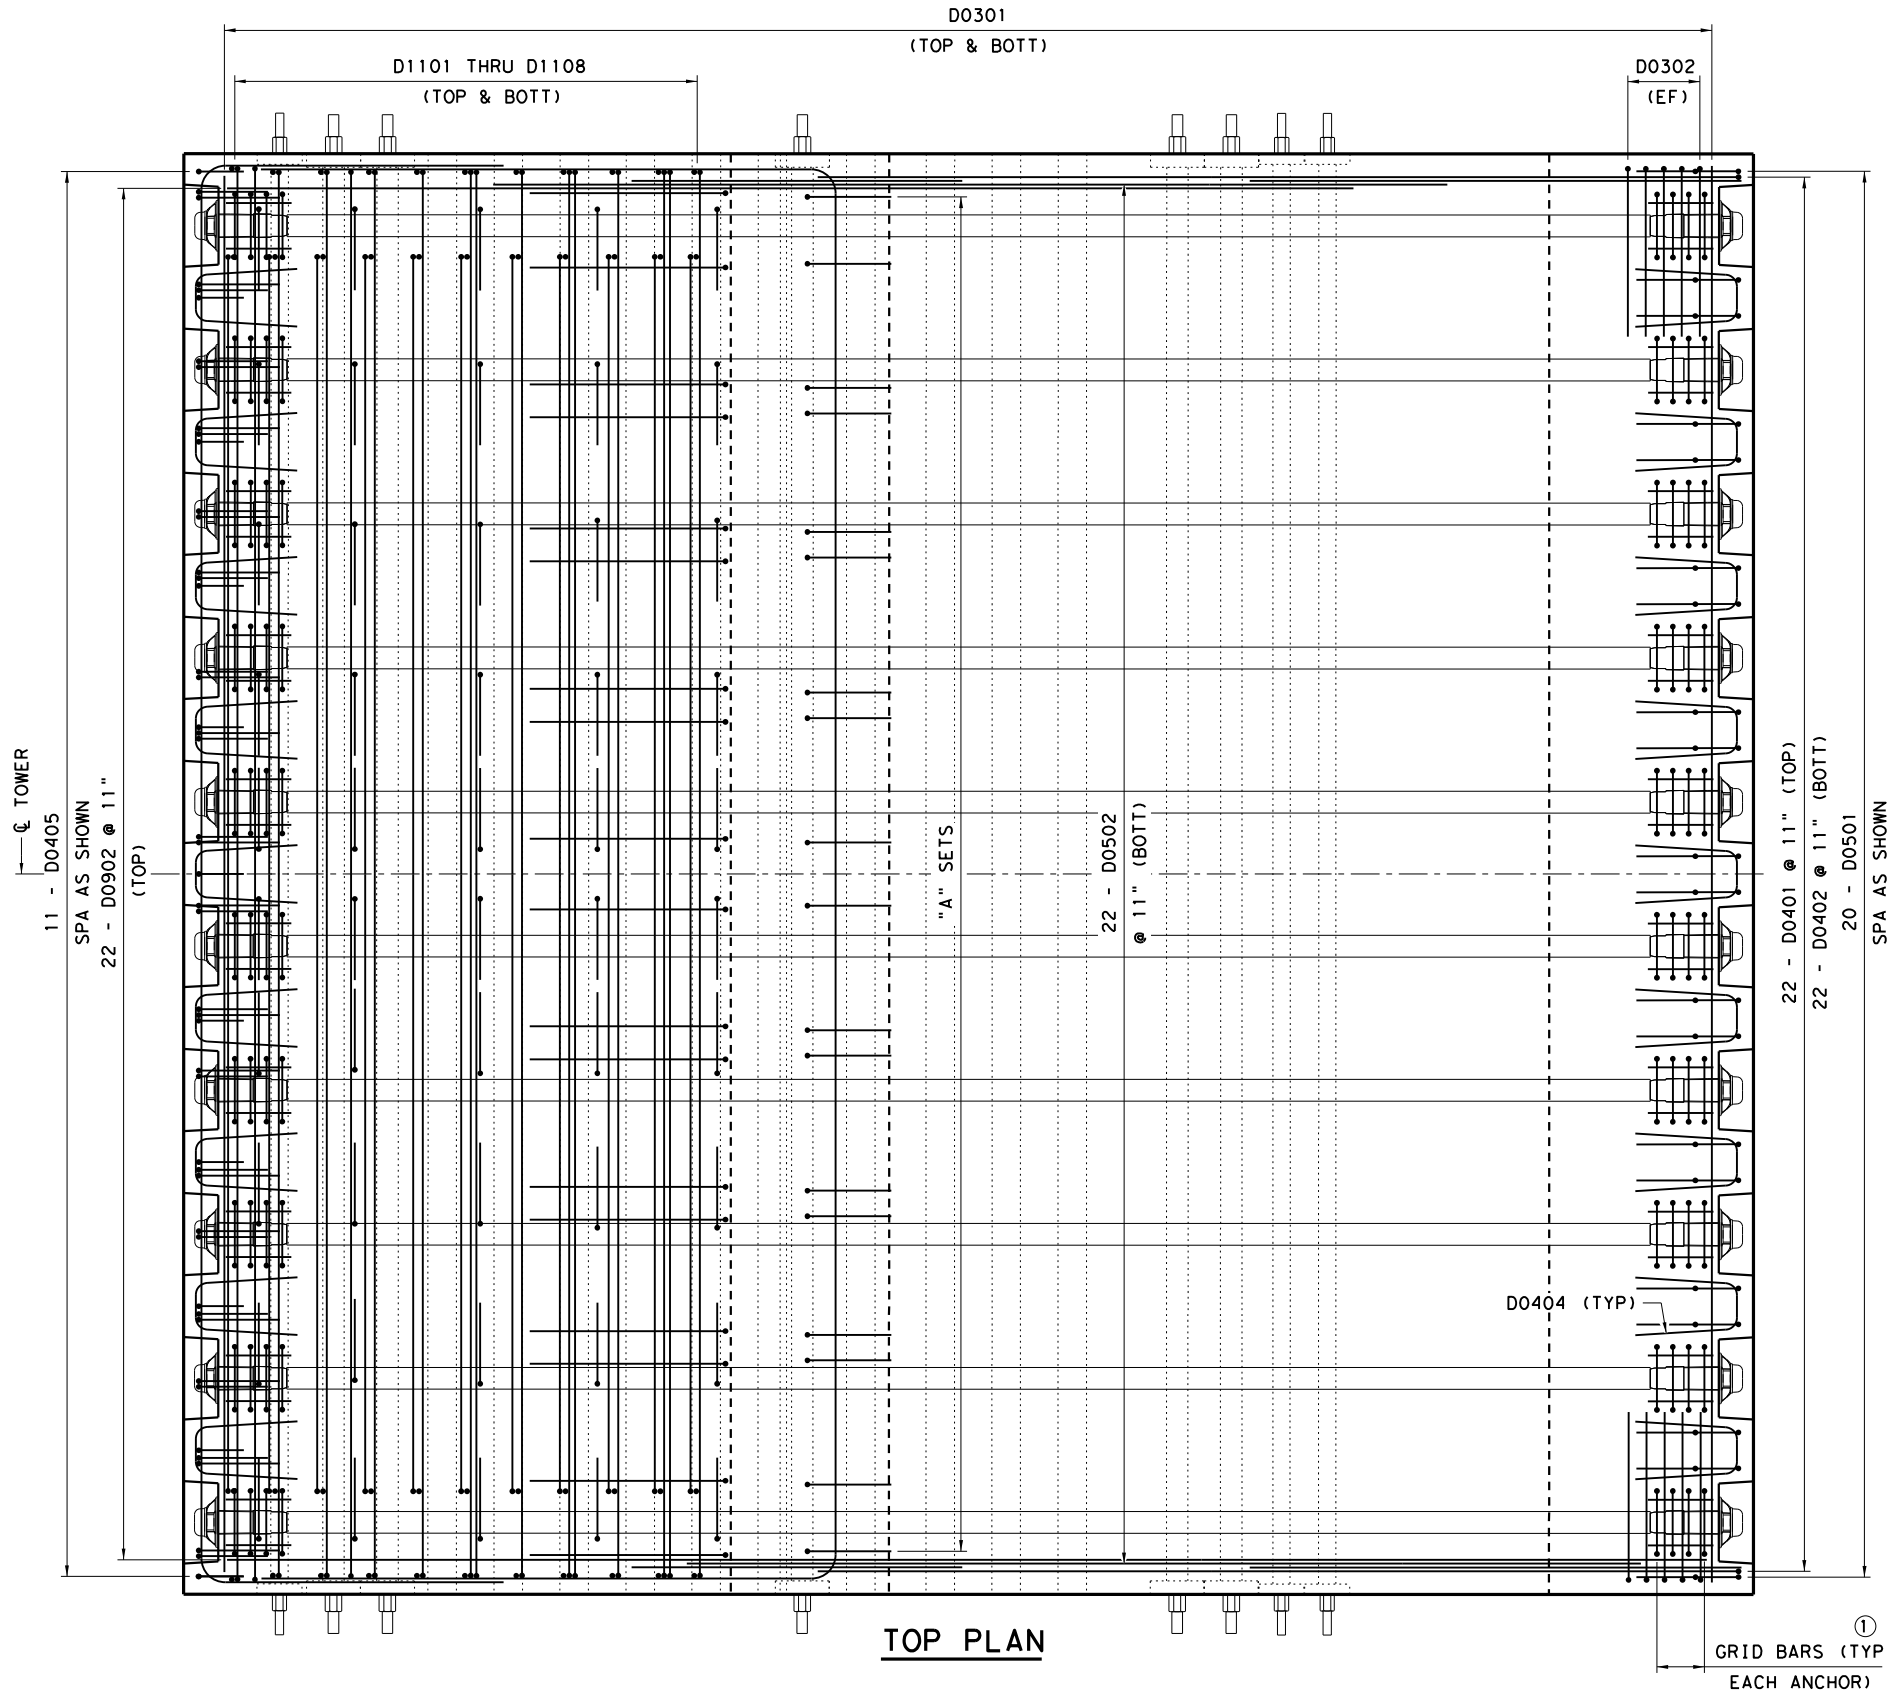 D0301
(TOP & BOTT)
D1101 THRU D1108
(TOP & BOTT)
D0302
(EF)
℄ TOWER
11 - D0405
SPA AS SHOWN
22 - D0902 @ 11"
(TOP)
"A" SETS
22 - D0502
@ 11" (BOTT)
22 - D0401 @ 11" (TOP)
22 - D0402 @ 11" (BOTT)
20 - D0501
SPA AS SHOWN
D0404 (TYP)
TOP PLAN
1
GRID BARS (TYP
EACH ANCHOR)